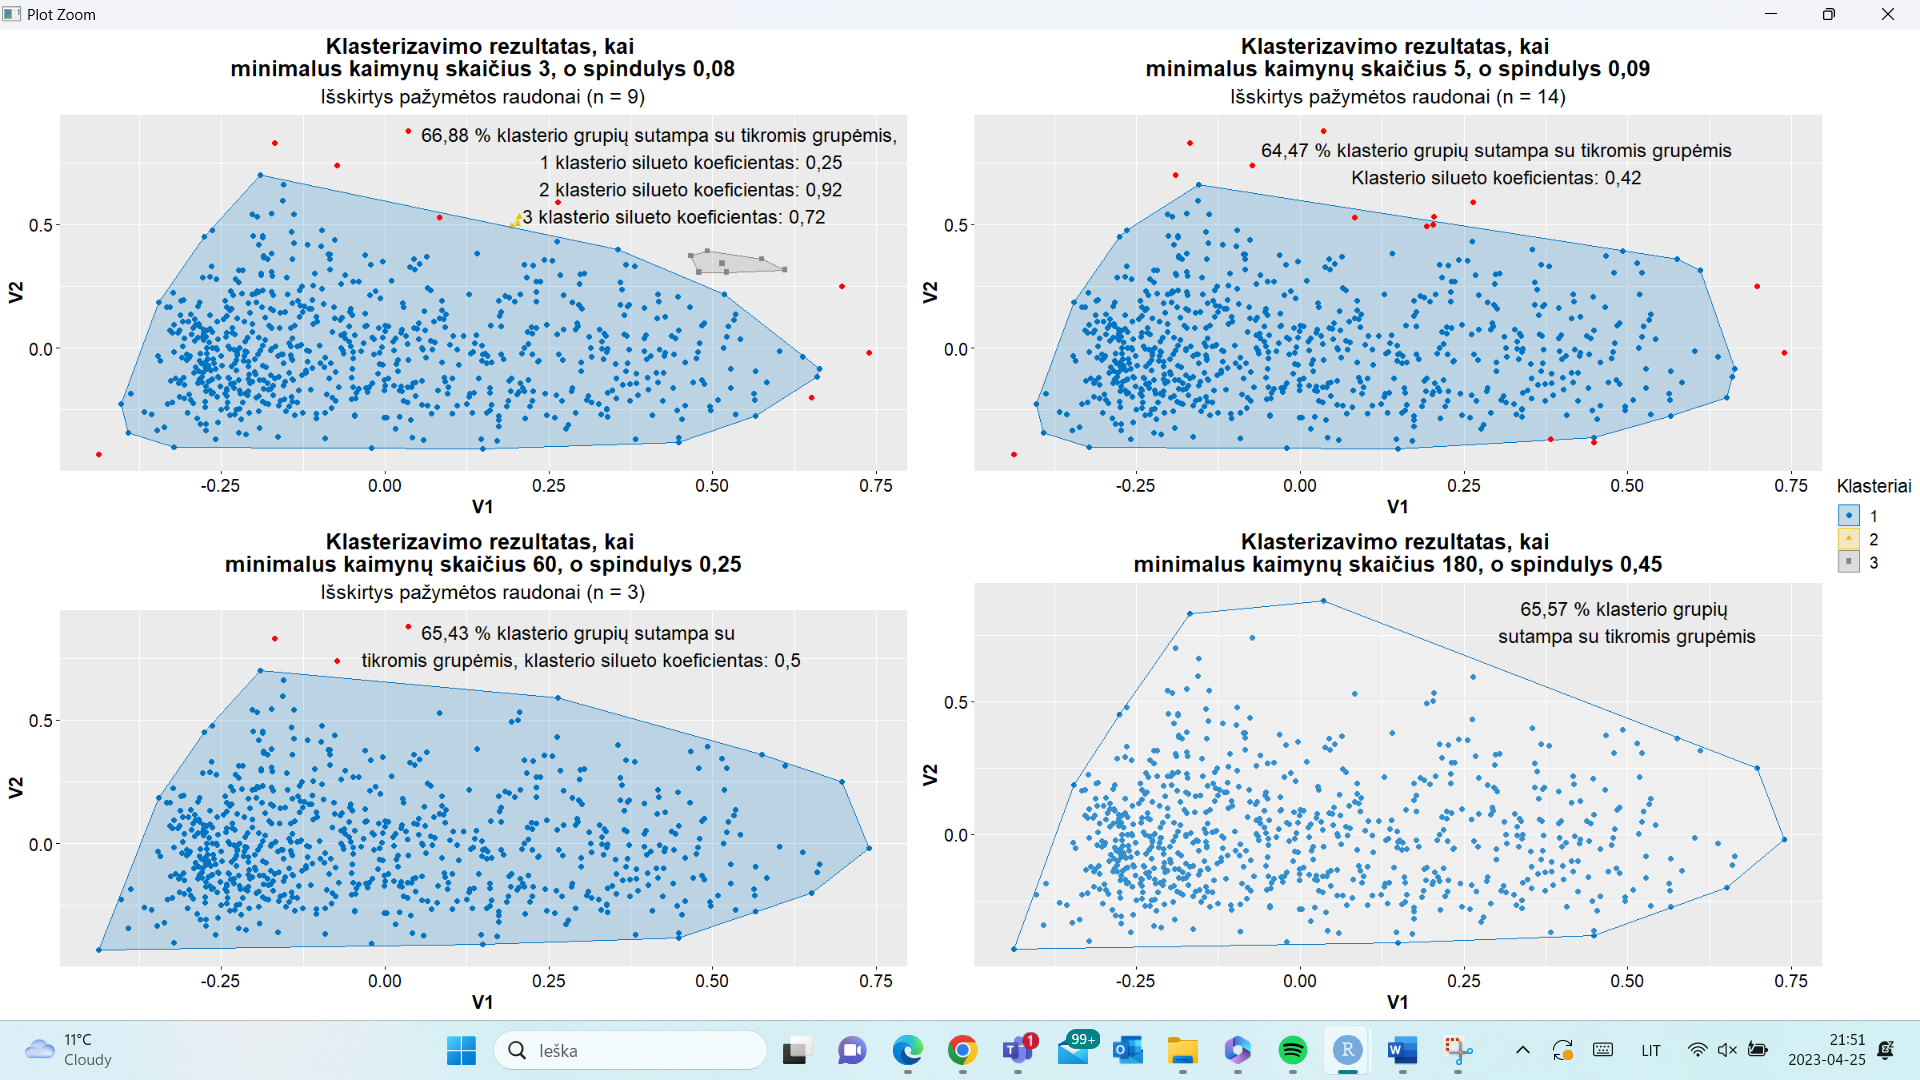 Plot Zoom
Klasterizavimo rezultatas, kai
minimalus kaimynų skaičius 3, o spindulys 0,08
Išskirtys pažymėtos raudonai (n = 9)
66,88 % klasterio grupių sutampa su tikromis grupėmis,
1 klasterio silueto koeficientas: 0,25
2 klasterio silueto koeficientas: 0,92
3 klasterio silueto koeficientas: 0,72
V2
0.5
0.0
-0.25 0.00 0.25 0.50 0.75
V1
Klasterizavimo rezultatas, kai
minimalus kaimynų skaičius 5, o spindulys 0,09
Išskirtys pažymėtos raudonai (n = 14)
64,47 % klasterio grupių sutampa su tikromis grupėmis
Klasterio silueto koeficientas: 0,42
V2
0.5
0.0
-0.25 0.00 0.25 0.50 0.75
V1
Klasteriai
1
2
3
Klasterizavimo rezultatas, kai
minimalus kaimynų skaičius 60, o spindulys 0,25
Išskirtys pažymėtos raudonai (n = 3)
65,43 % klasterio grupių sutampa su
tikromis grupėmis, klasterio silueto koeficientas: 0,5
V2
0.5
0.0
-0.25 0.00 0.25 0.50 0.75
V1
Klasterizavimo rezultatas, kai
minimalus kaimynų skaičius 180, o spindulys 0,45
65,57 % klasterio grupių
sutampa su tikromis grupėmis
V2
0.5
0.0
-0.25 0.00 0.25 0.50 0.75
V1
11°C
Cloudy
Ieška
1
99+
R
W
LIT
21:51
2023-04-25